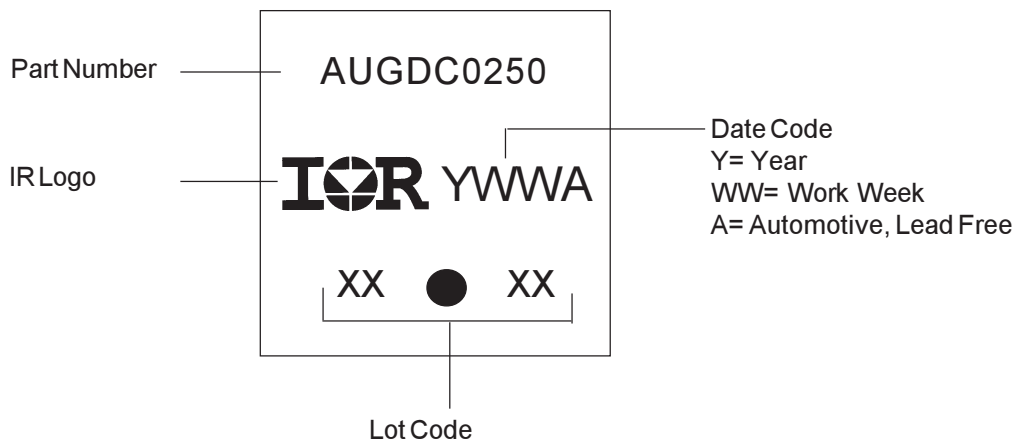 Part Number
AUGDC0250
IR Logo
IOR YWWA
Date Code
Y= Year
WW= Work Week
A= Automotive, Lead Free
XX XX
Lot Code